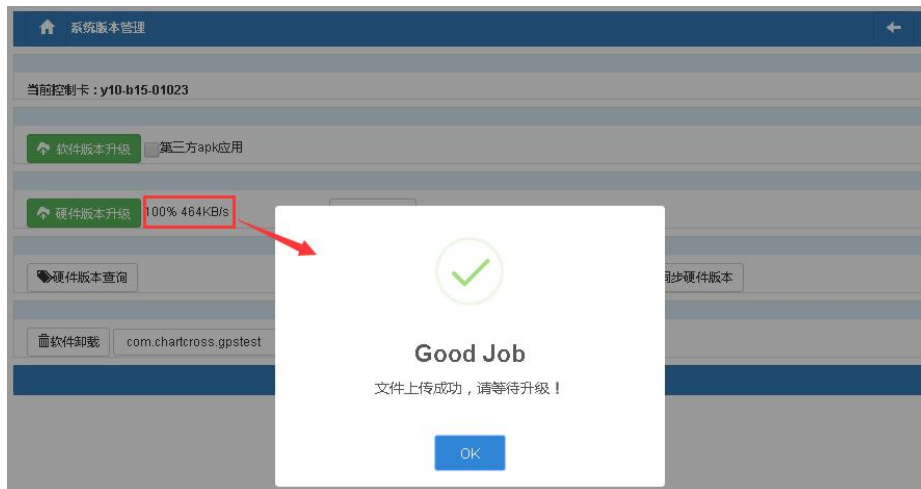 系统版本管理
当前控制卡：y10-b15-01023
软件版本升级 第三方apk应用
硬件版本升级 100% 464KB/s
硬件版本查询
步硬件版本
软件卸载 com.chartcross.gpstest
Good Job
文件上传成功，请等待升级！
OK